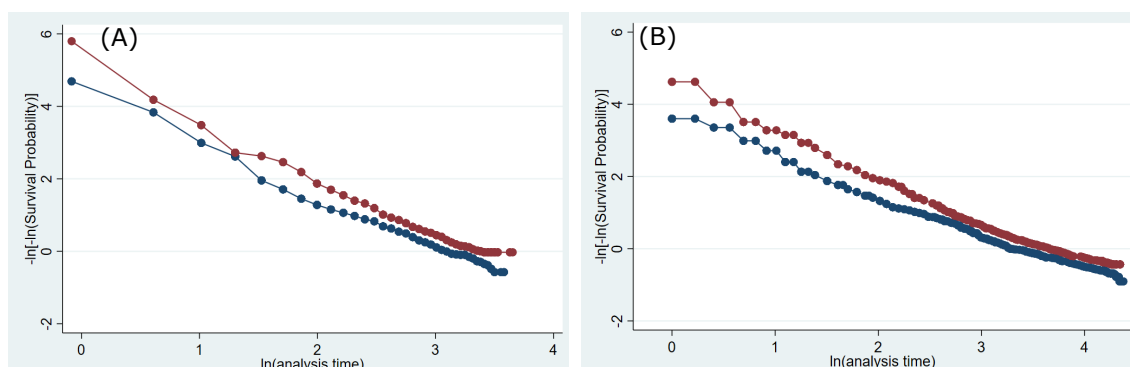 (A)
-ln[-ln(Survival Probability)]
6
4
2
0
-2
0 1 2 3 4
ln(analysis time)
(B)
-ln[-ln(Survival Probability)]
6
4
2
0
-2
0 1 2 3 4
ln(analysis time)